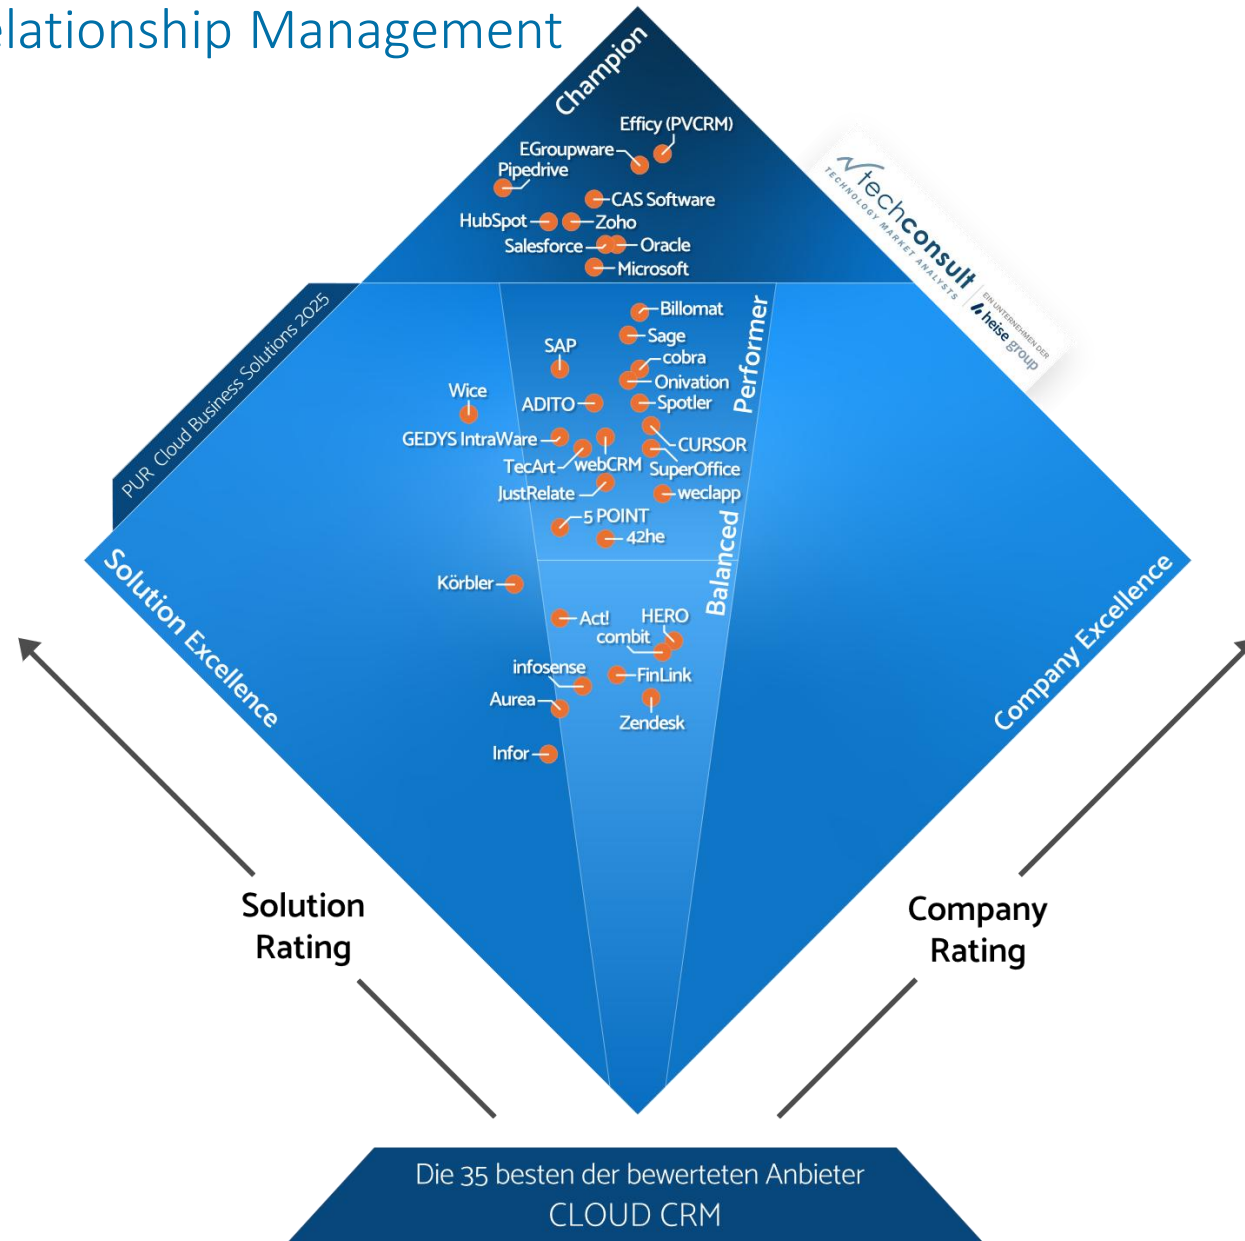 elationship Management
Champion
Efficy (PVCRM)
EGroupware
Pipedrive
CAS Software
HubSpot
Zoho
Salesforce
Oracle
Microsoft
techconsult
TECHNOLOGY MARKET ANALYSTS
EIN UNTERNEHMEN DER
heise group
PUR Cloud Business Solutions 2025
Performer
Billomat
Sage
SAP
cobra
Onivation
Wice
ADITO
Spotler
GEDYS IntraWare
CURSOR
TecArt
webCRM
SuperOffice
JustRelate
weclapp
5 POINT
42he
Balanced
Solution Excellence
Company Excellence
Körbler
Act!
HERO
combit
infosense
FinLink
Aurea
Zendesk
Infor
Solution
Rating
Company
Rating
Die 35 besten der bewerteten Anbieter
CLOUD CRM